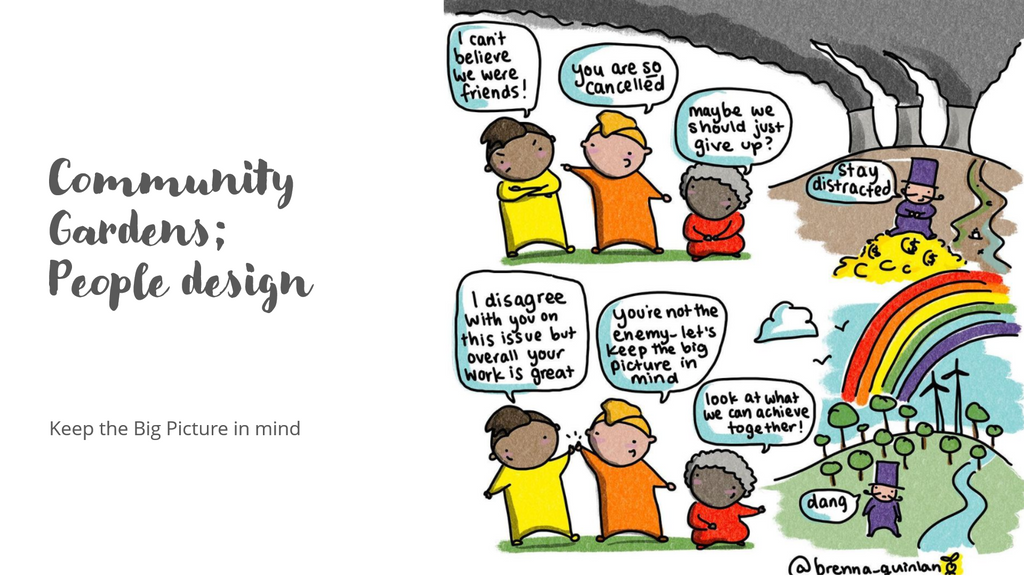 Community
Gardens;
People design
Keep the Big Picture in mind
I can't
believe
we were
friends!
you are so
cancelled
maybe we
should just
give up?
stay
distracted
I disagree
with you on
this issue but
overall your
work is great
you're not the
enemy-let's
keep the big
picture in
mind
look at what
we can achieve
together!
dang
@brenna_quinlan